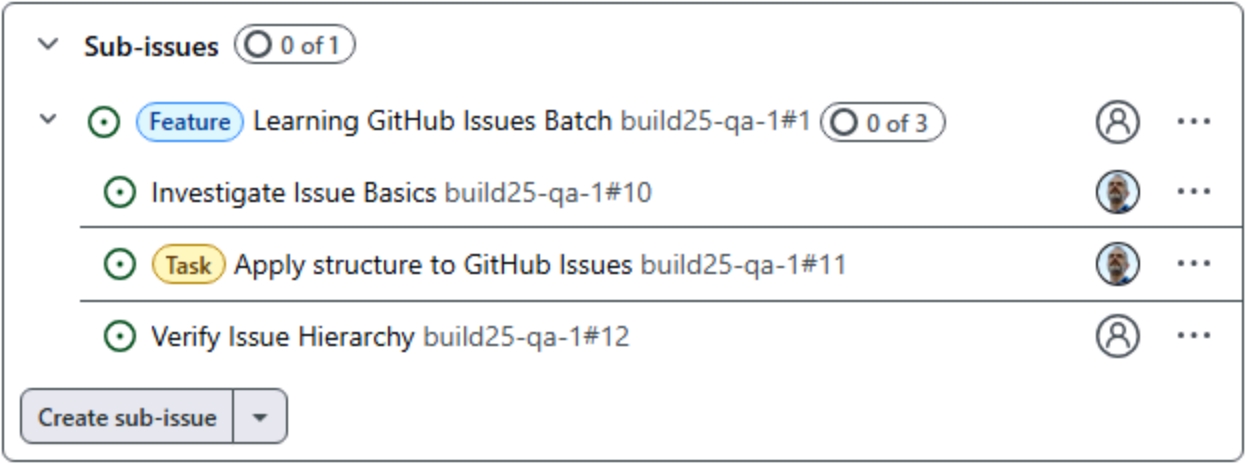 Sub-issues 0 of 1
Feature Learning GitHub Issues Batch build25-qa-1#1 0 of 3
Investigate Issue Basics build25-qa-1#10
Task Apply structure to GitHub Issues build25-qa-1#11
Verify Issue Hierarchy build25-qa-1#12
Create sub-issue